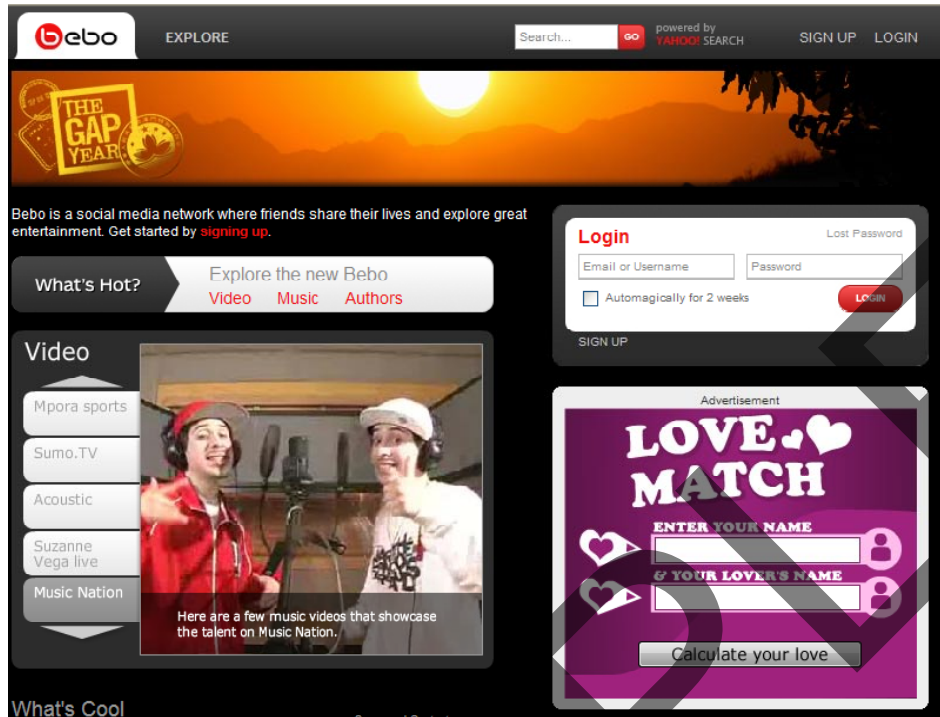 bebo
EXPLORE
Search...
GO
powered by
YAHOO! SEARCH
SIGN UP
LOGIN
THE
GAP
YEAR
Bebo is a social media network where friends share their lives and explore great
entertainment. Get started by signing up.
What's Hot?
Explore the new Bebo
Video Music Authors
Login
Lost Password
Email or Username
Password
Automagically for 2 weeks
LOGIN
SIGN UP
Video
Mpora sports
Sumo.TV
Acoustic
Suzanne
Vega live
Music Nation
Here are a few music videos that showcase
the talent on Music Nation.
Advertisement
LOVE
MATCH
ENTER YOUR NAME
& YOUR LOVER'S NAME
Calculate your love
What's Cool